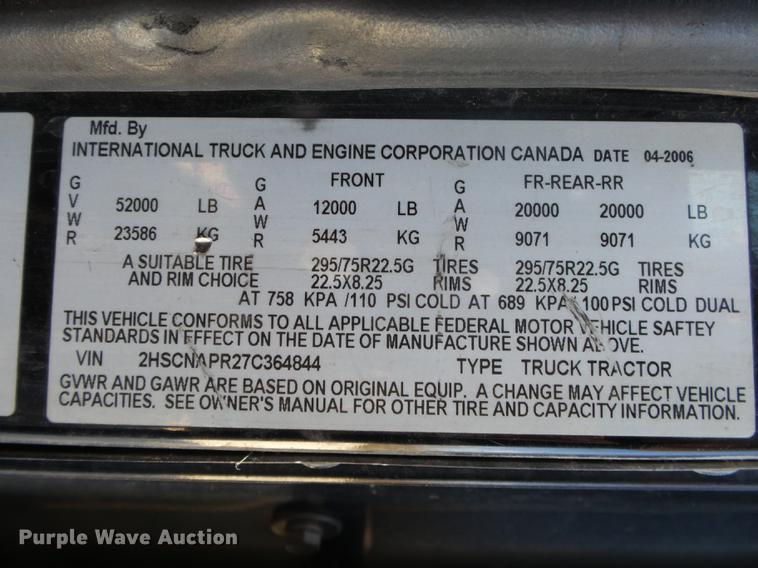 Mfd. By
INTERNATIONAL TRUCK AND ENGINE CORPORATION CANADA DATE 04-2006
GVWR 52000 LB GAWR FRONT 12000 LB GAWR FR-REAR-RR 20000 20000 LB
23586 KG 5443 KG 9071 9071 KG
A SUITABLE TIRE 295/75R22.5G TIRES 295/75R22.5G TIRES
AND RIM CHOICE 22.5X8.25 RIMS 22.5X8.25 RIMS
AT 758 KPA /110 PSI COLD AT 689 KPA/100 PSI COLD DUAL
THIS VEHICLE CONFORMS TO ALL APPLICABLE FEDERAL MOTOR VEHICLE SAFTEY
STANDARDS IN EFFECT ON THE DATE OF MANUFACTURE SHOWN ABOVE.
VIN 2HSCNAPR27C364844 TYPE TRUCK TRACTOR
GVWR AND GAWR ARE BASED ON ORIGINAL EQUIP. A CHANGE MAY AFFECT VEHICLE
CAPACITIES. SEE OWNER'S MANUAL FOR OTHER TIRE AND CAPACITY INFORMATION.
Purple Wave Auction